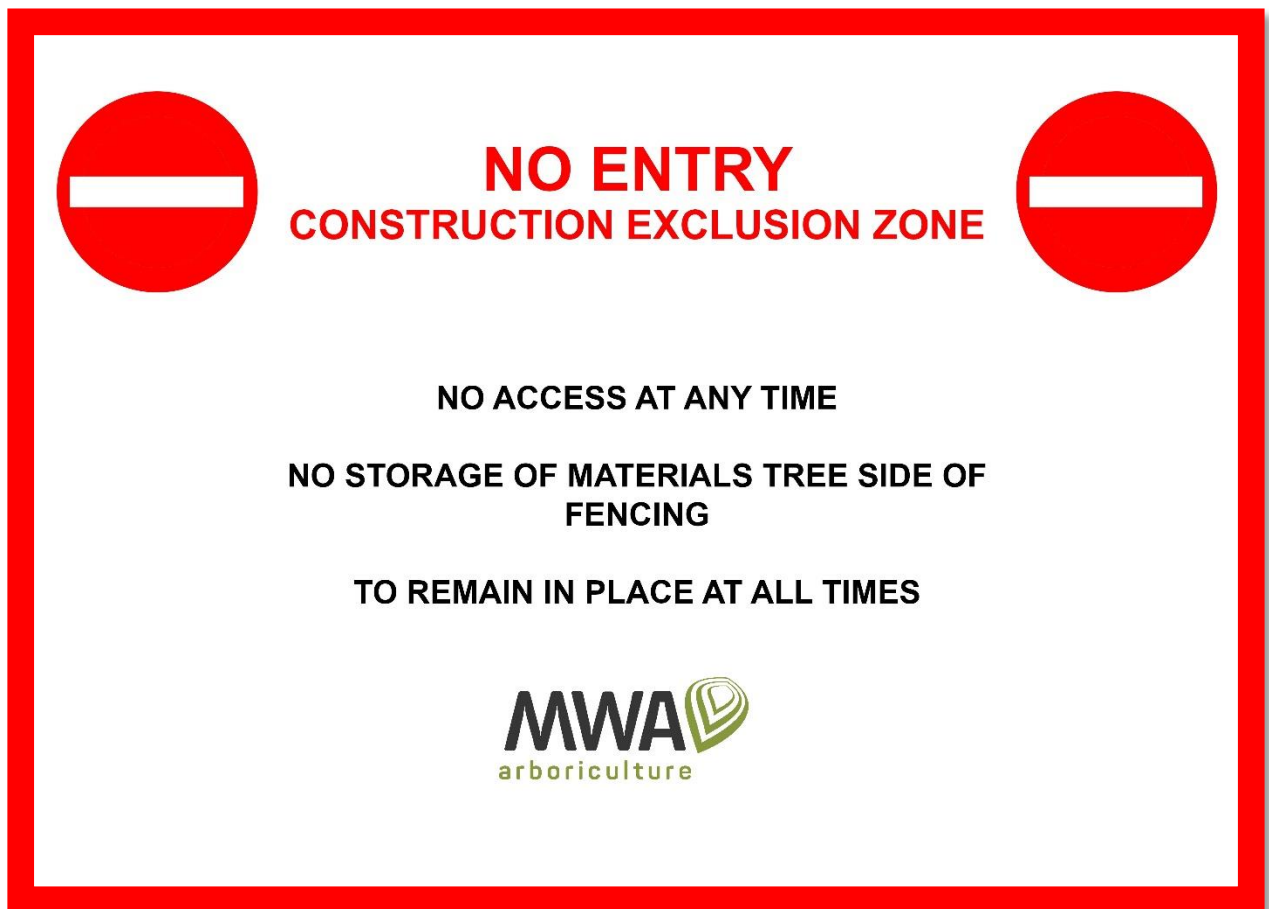 NO ENTRY
CONSTRUCTION EXCLUSION ZONE
NO ACCESS AT ANY TIME
NO STORAGE OF MATERIALS TREE SIDE OF
FENCING
TO REMAIN IN PLACE AT ALL TIMES
MWA
arboriculture